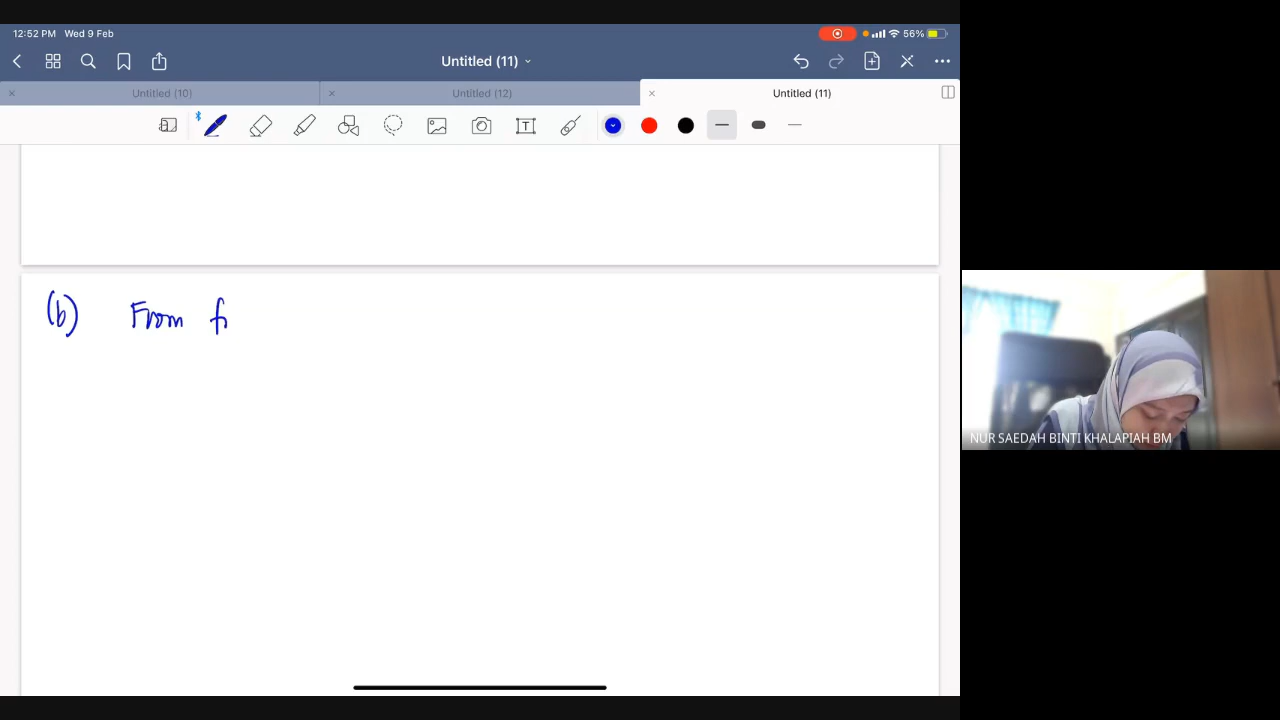 12:52 PM Wed 9 Feb
56%
Untitled (11)
Untitled (10)
Untitled (12)
Untitled (11)
T
(b) From fi
NUR SAEDAH BINTI KHALAPIAH BM